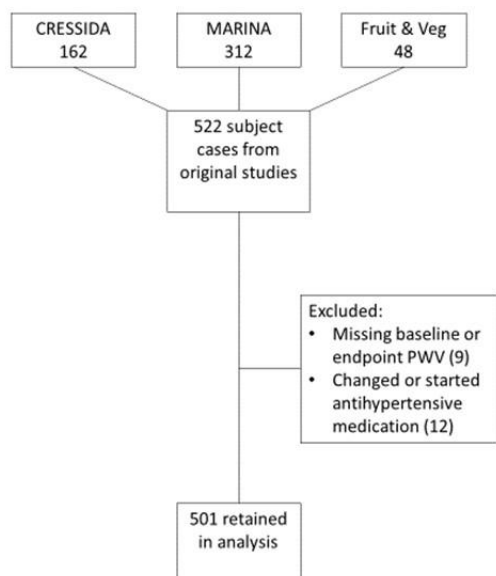 CRESSIDA
162
MARINA
312
Fruit & Veg
48
522 subject
cases from
original studies
Excluded:
• Missing baseline or
endpoint PWV (9)
• Changed or started
antihypertensive
medication (12)
501 retained
in analysis